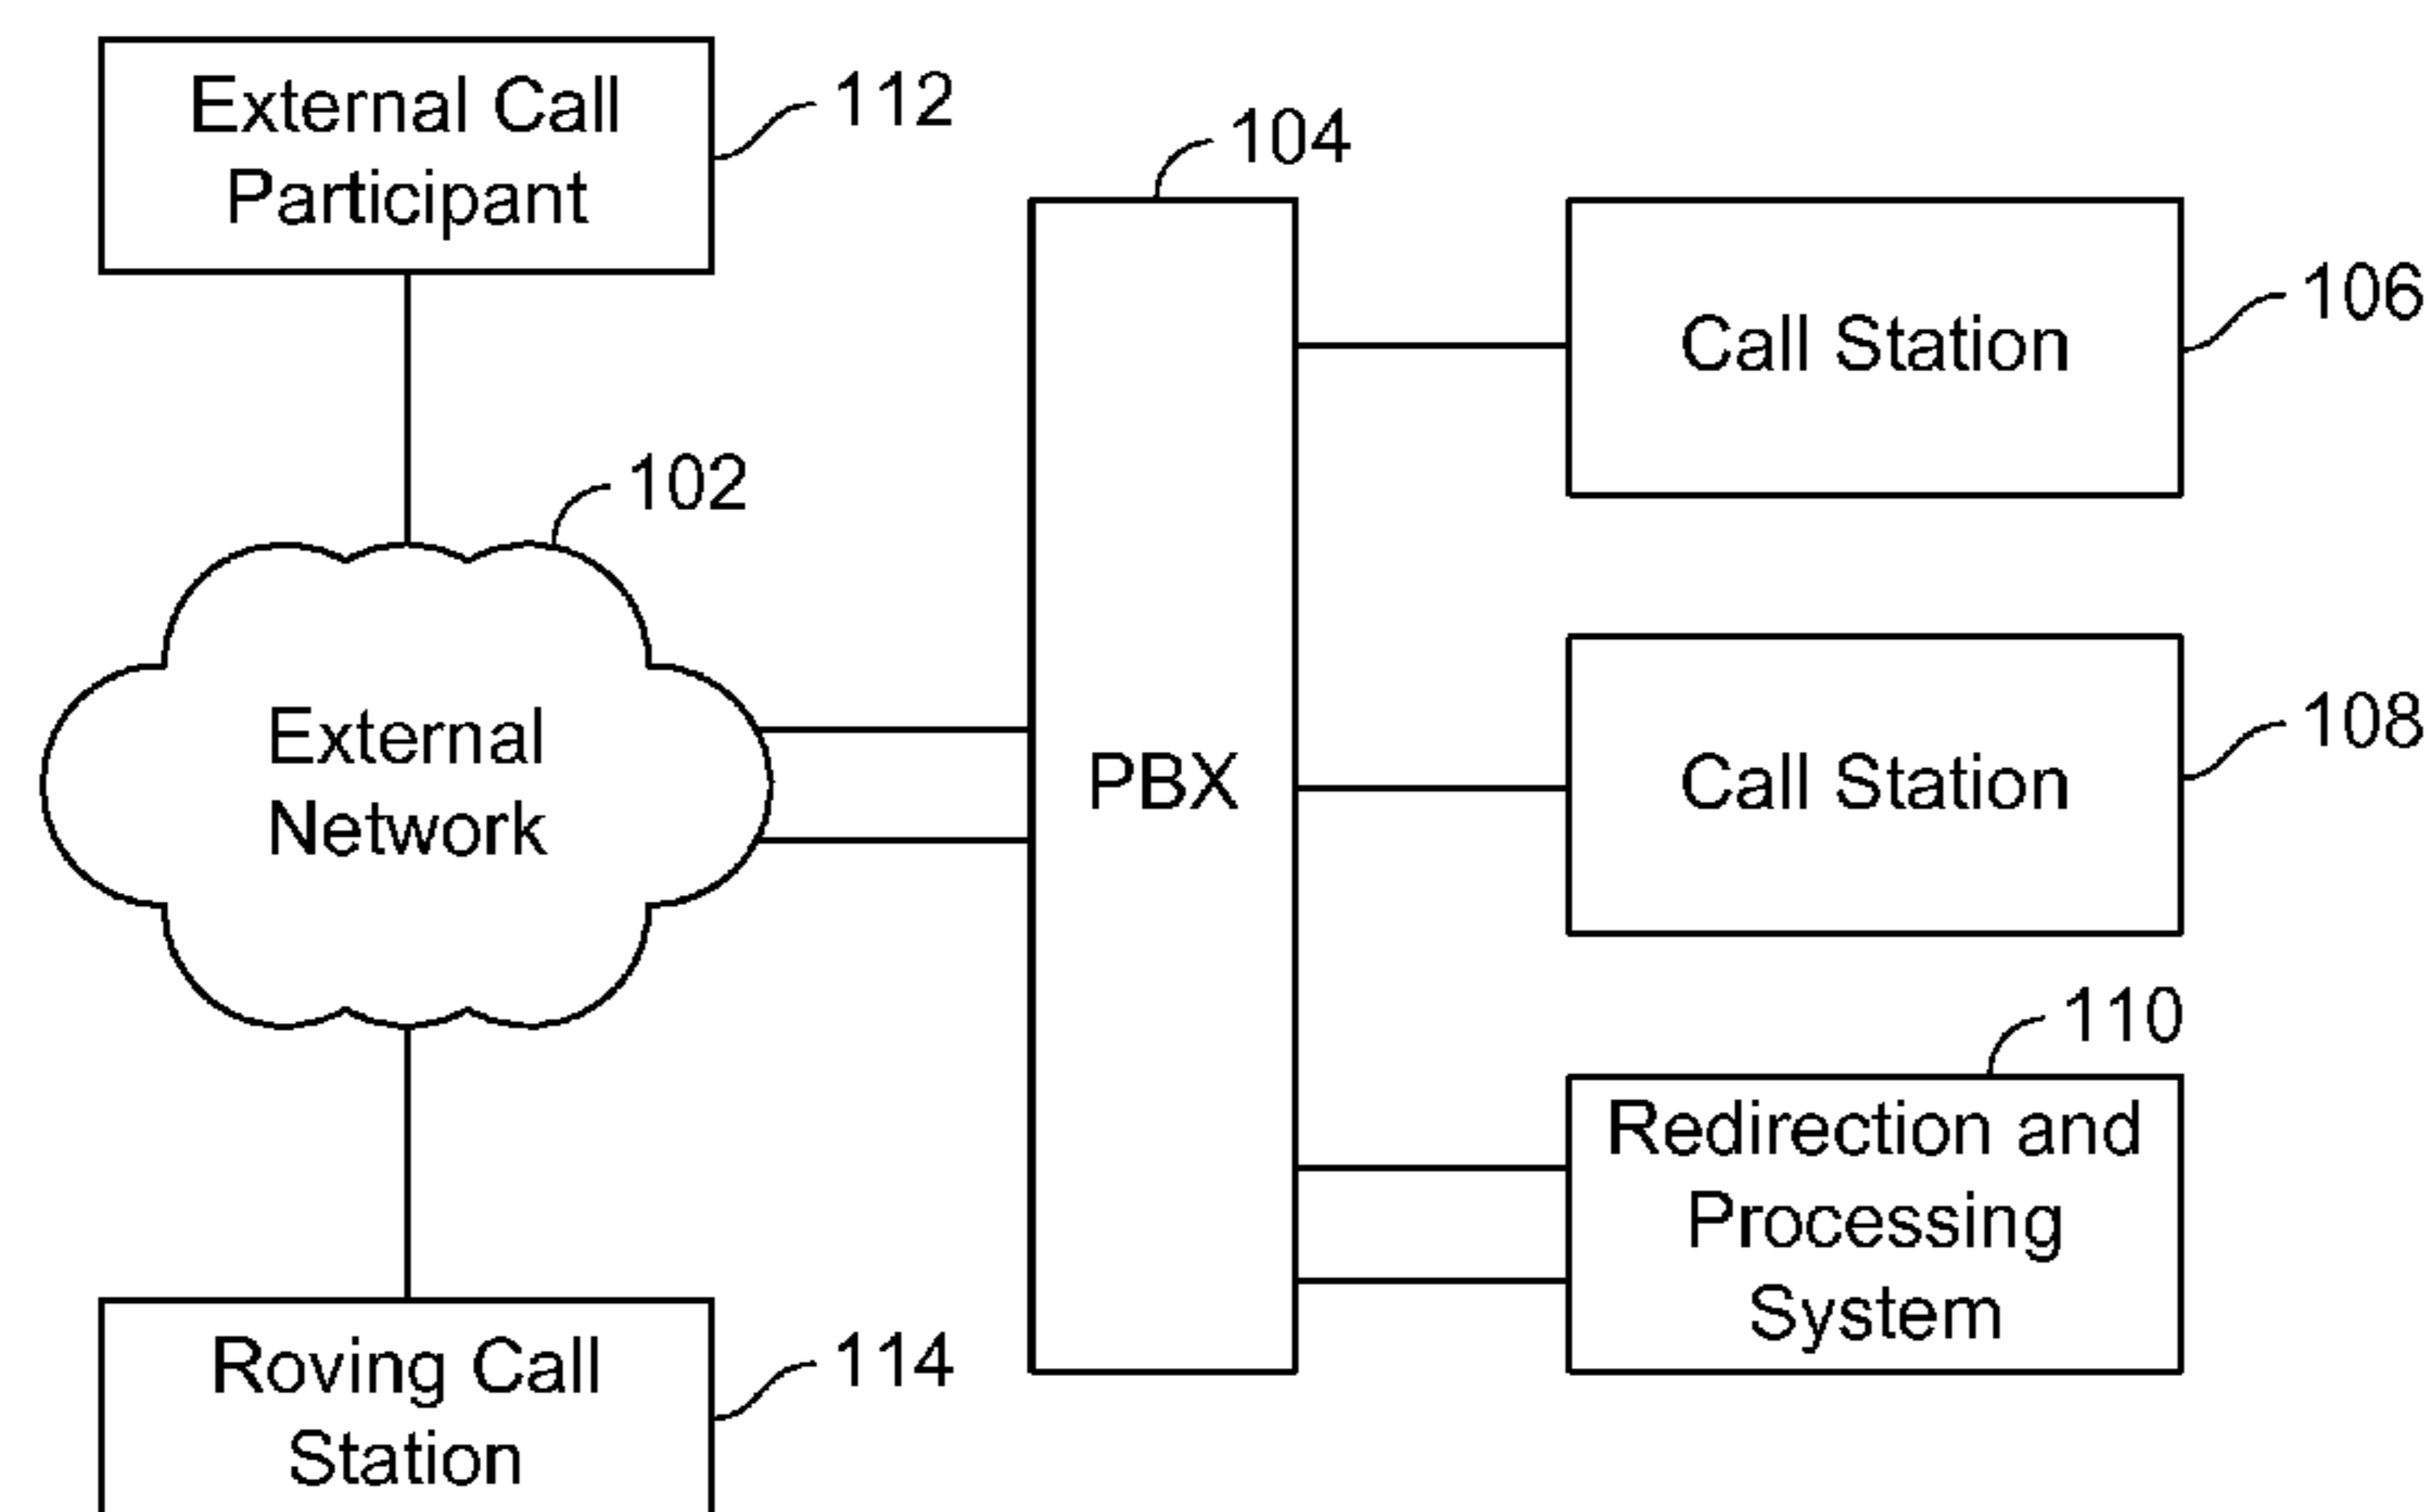 External Call
Participant
112
104
Call Station
106
102
External
Network
PBX
Call Station
108
110
Redirection and
Processing
System
Roving Call
Station
114